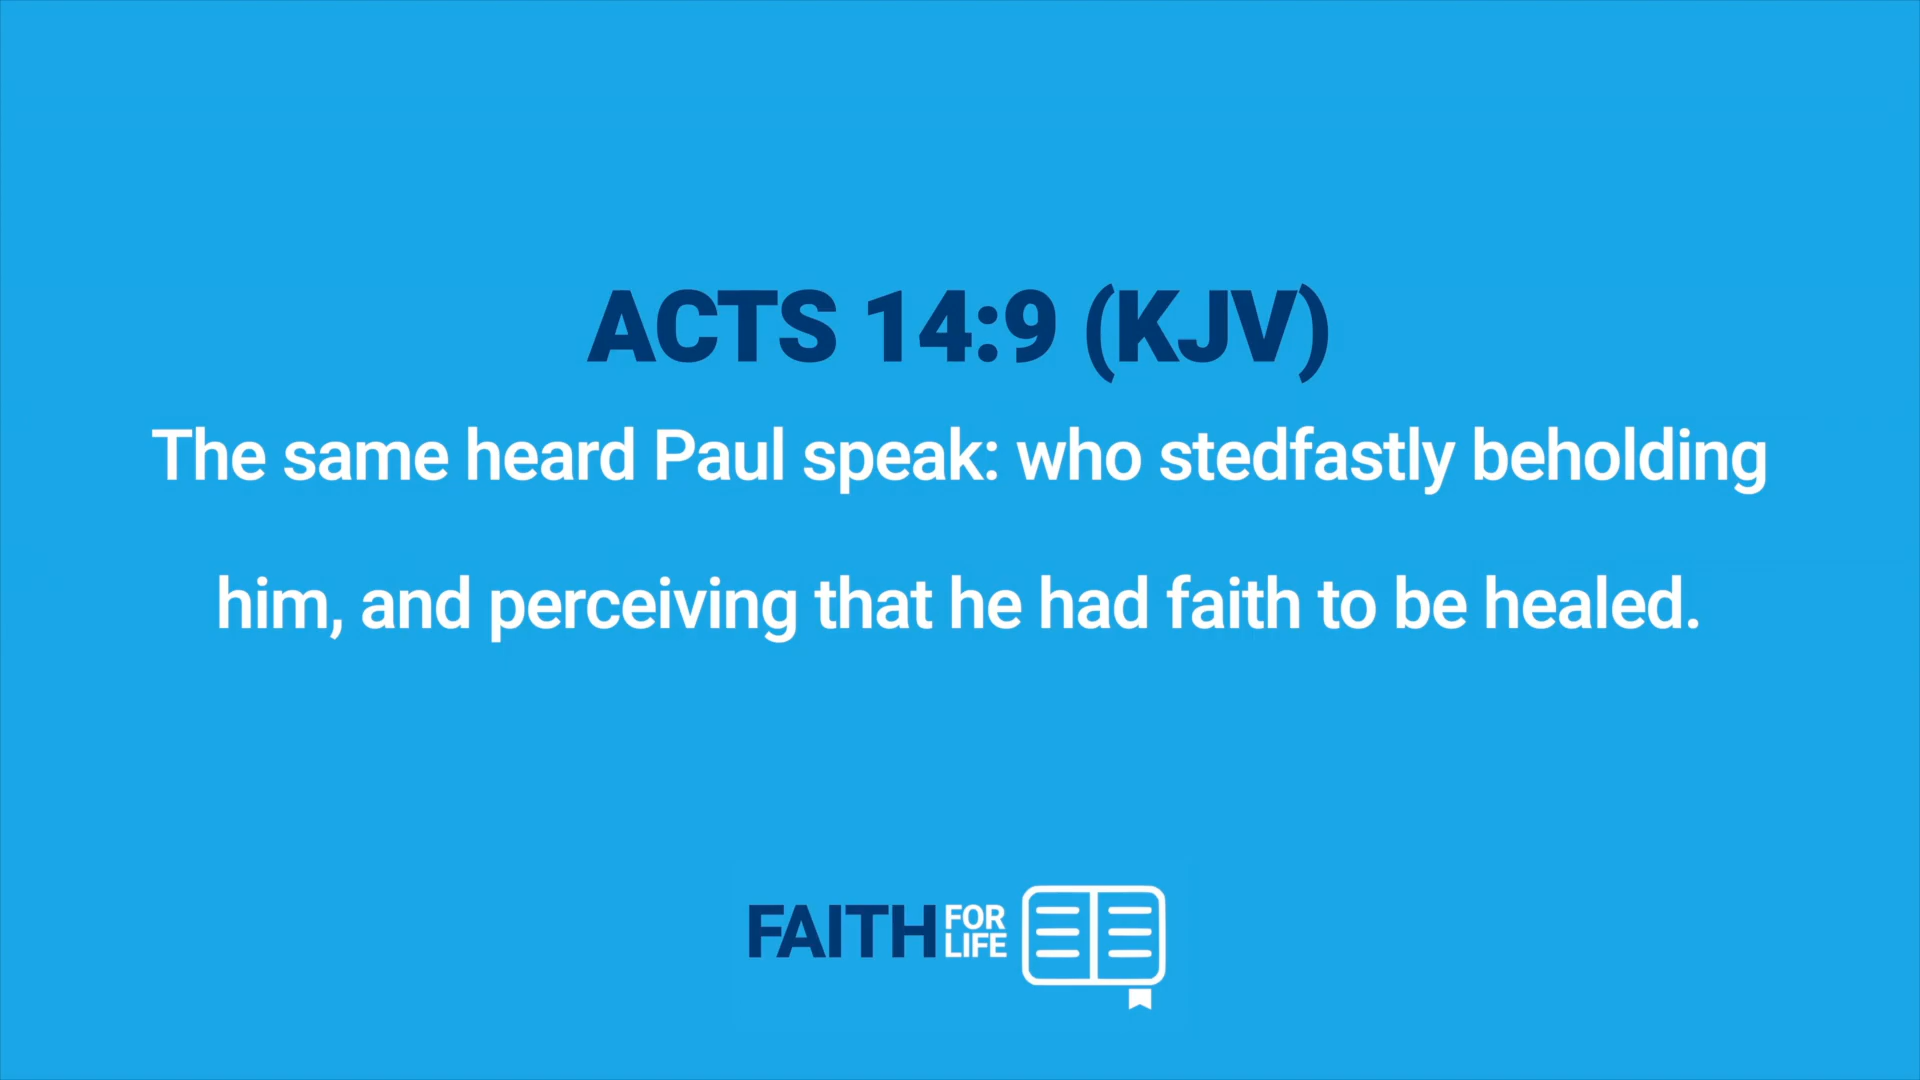 ACTS 14:9 (KJV)
The same heard Paul speak: who stedfastly beholding
him, and perceiving that he had faith to be healed.
FAITH FOR
LIFE